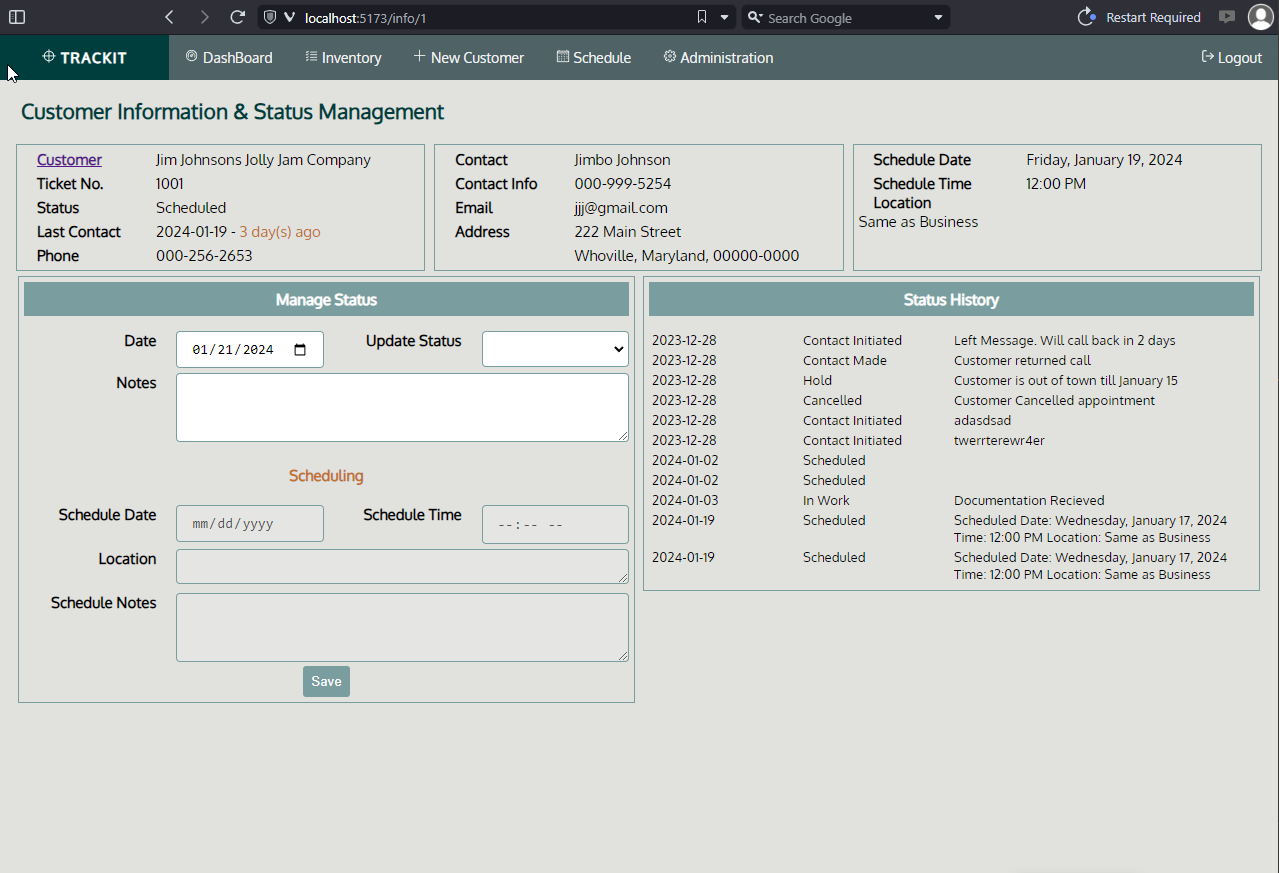 localhost:5173/info/1
Search Google
Restart Required
TRACKIT
DashBoard
Inventory
New Customer
Schedule
Administration
Logout
Customer Information & Status Management
Customer Jim Johnsons Jolly Jam Company
Ticket No. 1001
Status Scheduled
Last Contact 2024-01-19 - 3 day(s) ago
Phone 000-256-2653
Contact Jimbo Johnson
Contact Info 000-999-5254
Email jjj@gmail.com
Address 222 Main Street
Whoville, Maryland, 00000-0000
Schedule Date Friday, January 19, 2024
Schedule Time 12:00 PM
Location
Same as Business
Manage Status
Date 01/21/2024 Update Status
Notes
Scheduling
Schedule Date mm/dd/yyyy Schedule Time --:-- --
Location
Schedule Notes
Save
Status History
2023-12-28 Contact Initiated Left Message. Will call back in 2 days
2023-12-28 Contact Made Customer returned call
2023-12-28 Hold Customer is out of town till January 15
2023-12-28 Cancelled Customer Cancelled appointment
2023-12-28 Contact Initiated adasdsad
2023-12-28 Contact Initiated twerrterewr4er
2024-01-02 Scheduled
2024-01-02 Scheduled
2024-01-03 In Work Documentation Recieved
2024-01-19 Scheduled Scheduled Date: Wednesday, January 17, 2024
Time: 12:00 PM Location: Same as Business
2024-01-19 Scheduled Scheduled Date: Wednesday, January 17, 2024
Time: 12:00 PM Location: Same as Business